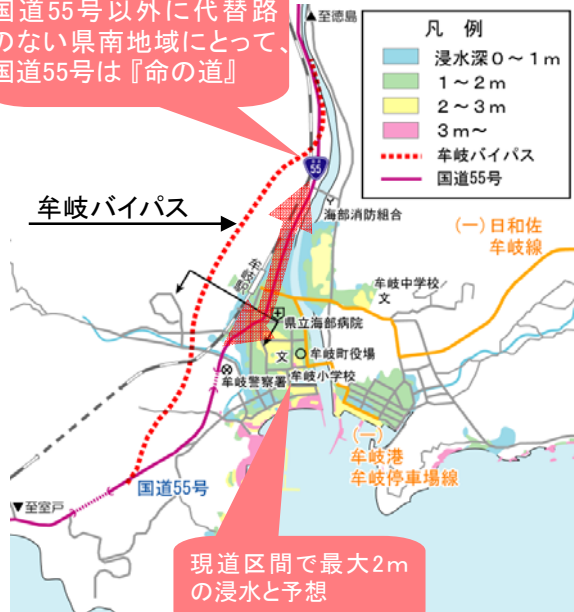 国道55号以外に代替路
のない県南地域にとって、
国道55号は『命の道』
▲至徳島
凡 例
浸水深0～1m
1～2m
2～3m
3m～
牟岐バイパス
国道55号
55
牟岐バイパス
海部消防組合
(一)日和佐
牟岐線
牟岐駅
牟岐中学校
文
県立海部病院
文
牟岐町役場
牟岐警察署
牟岐小学校
(一)
牟岐港
牟岐停車場線
国道55号
▼至室戸
現道区間で最大2m
の浸水と予想